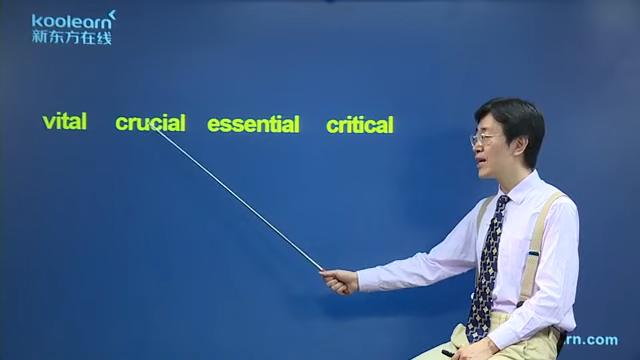 koolearn
新东方在线
vital crucial essential critical
rn.com